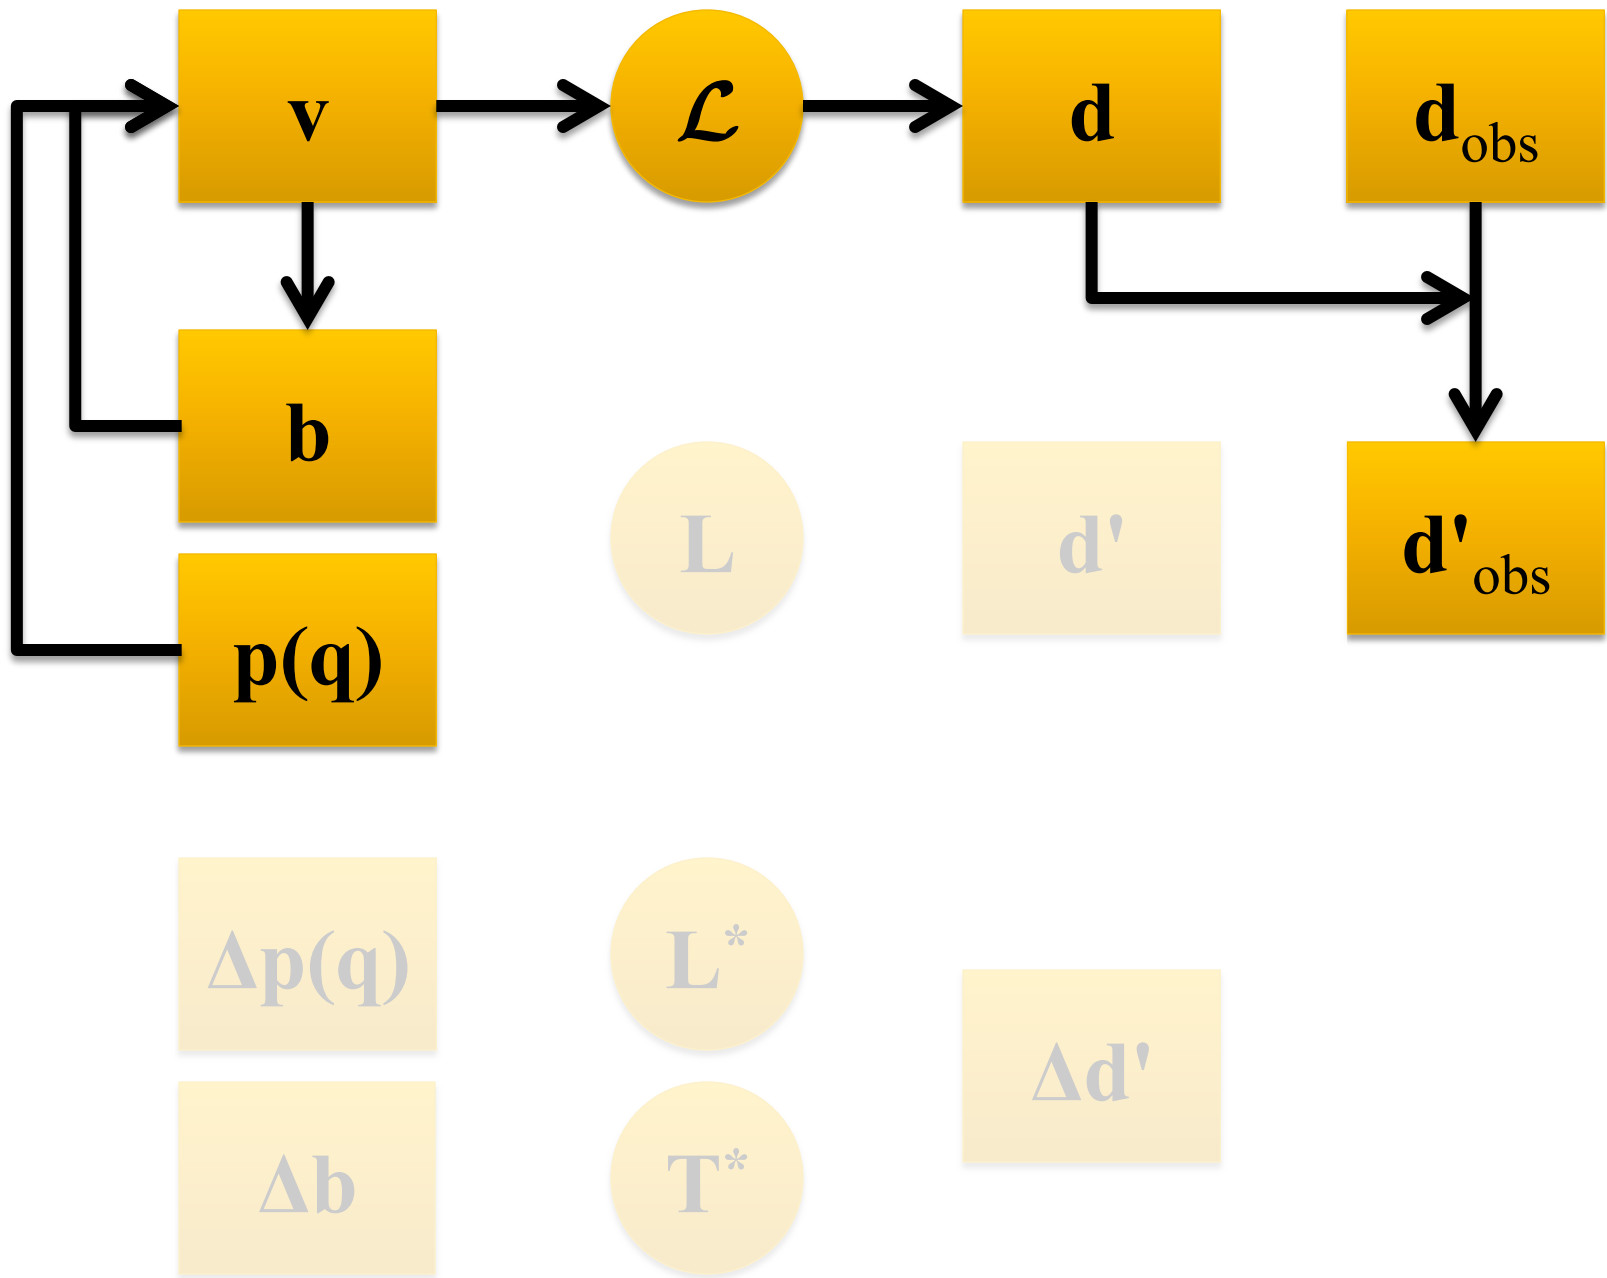 v
ℒ
d
d_obs
b
L
d'
d'_obs
p(q)
Δp(q)
L*
Δd'
Δb
T*